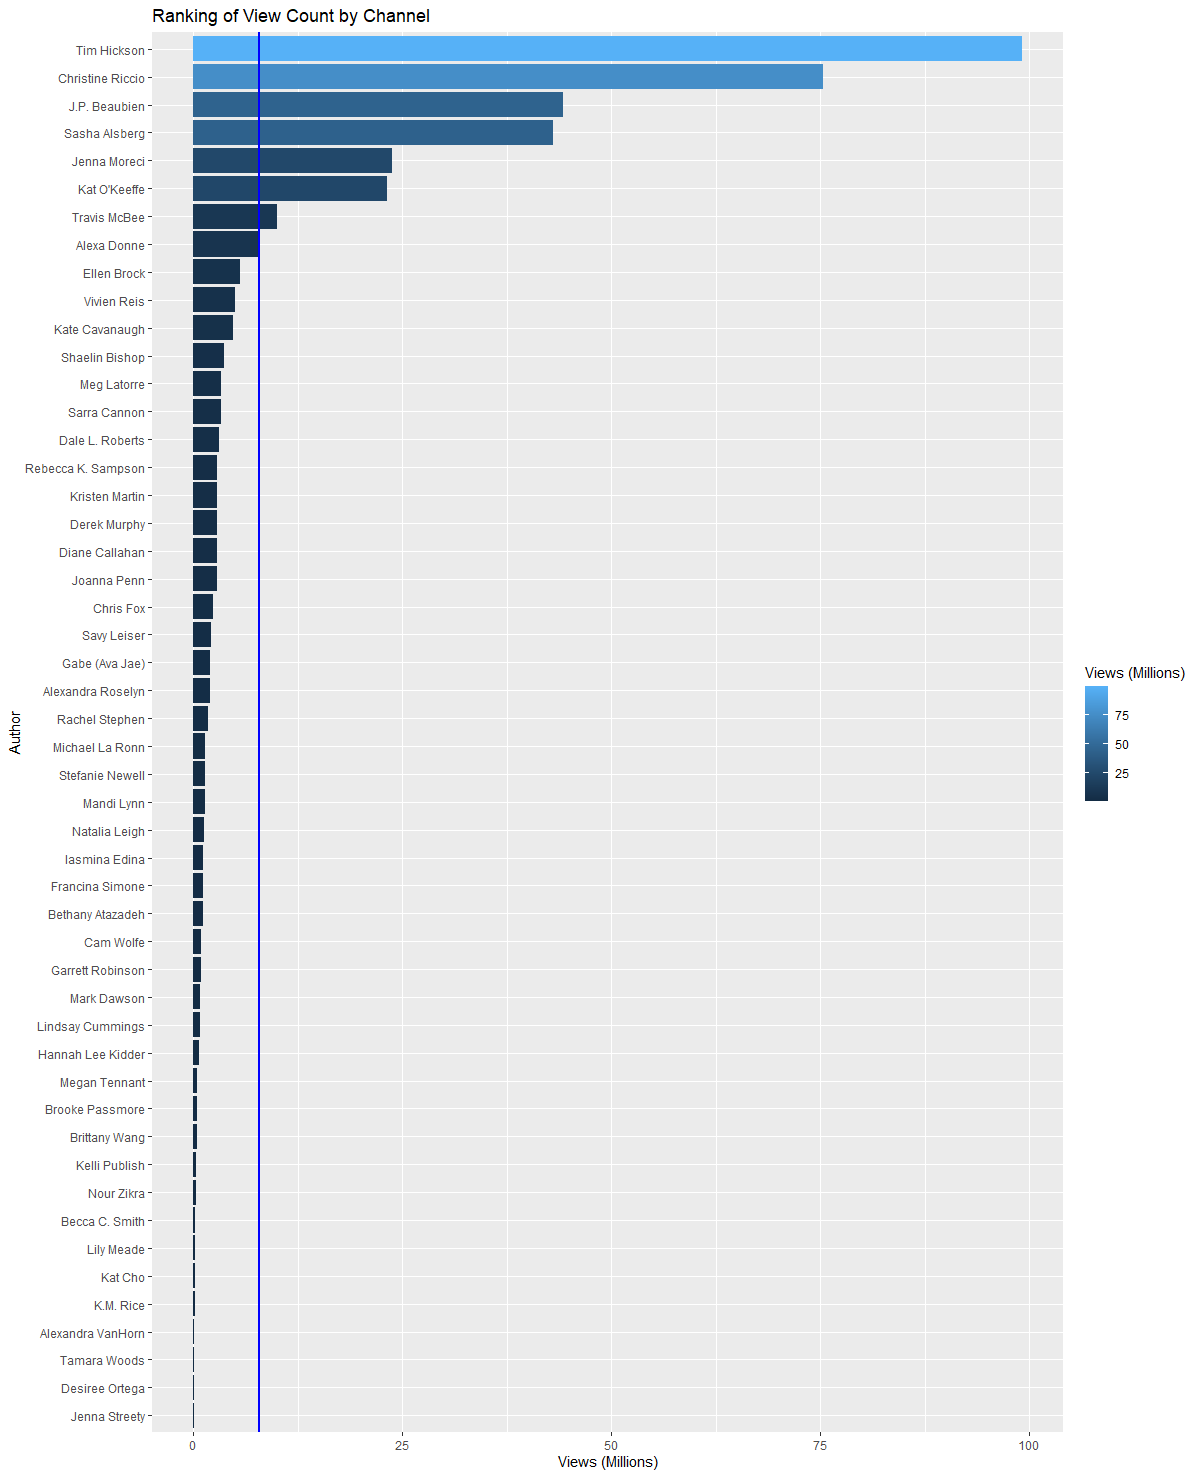 Ranking of View Count by Channel
Tim Hickson
Christine Riccio
J.P. Beaubien
Sasha Alsberg
Jenna Moreci
Kat O'Keeffe
Travis McBee
Alexa Donne
Ellen Brock
Vivien Reis
Kate Cavanaugh
Shaelin Bishop
Meg Latorre
Sarra Cannon
Dale L. Roberts
Rebecca K. Sampson
Kristen Martin
Derek Murphy
Diane Callahan
Joanna Penn
Chris Fox
Savy Leiser
Gabe (Ava Jae)
Alexandra Roselyn
Rachel Stephen
Michael La Ronn
Stefanie Newell
Mandi Lynn
Natalia Leigh
Iasmina Edina
Francina Simone
Bethany Atazadeh
Cam Wolfe
Garrett Robinson
Mark Dawson
Lindsay Cummings
Hannah Lee Kidder
Megan Tennant
Brooke Passmore
Brittany Wang
Kelli Publish
Nour Zikra
Becca C. Smith
Lily Meade
Kat Cho
K.M. Rice
Alexandra VanHorn
Tamara Woods
Desiree Ortega
Jenna Streety
Author
0 25 50 75 100
Views (Millions)
Views (Millions)
75
50
25